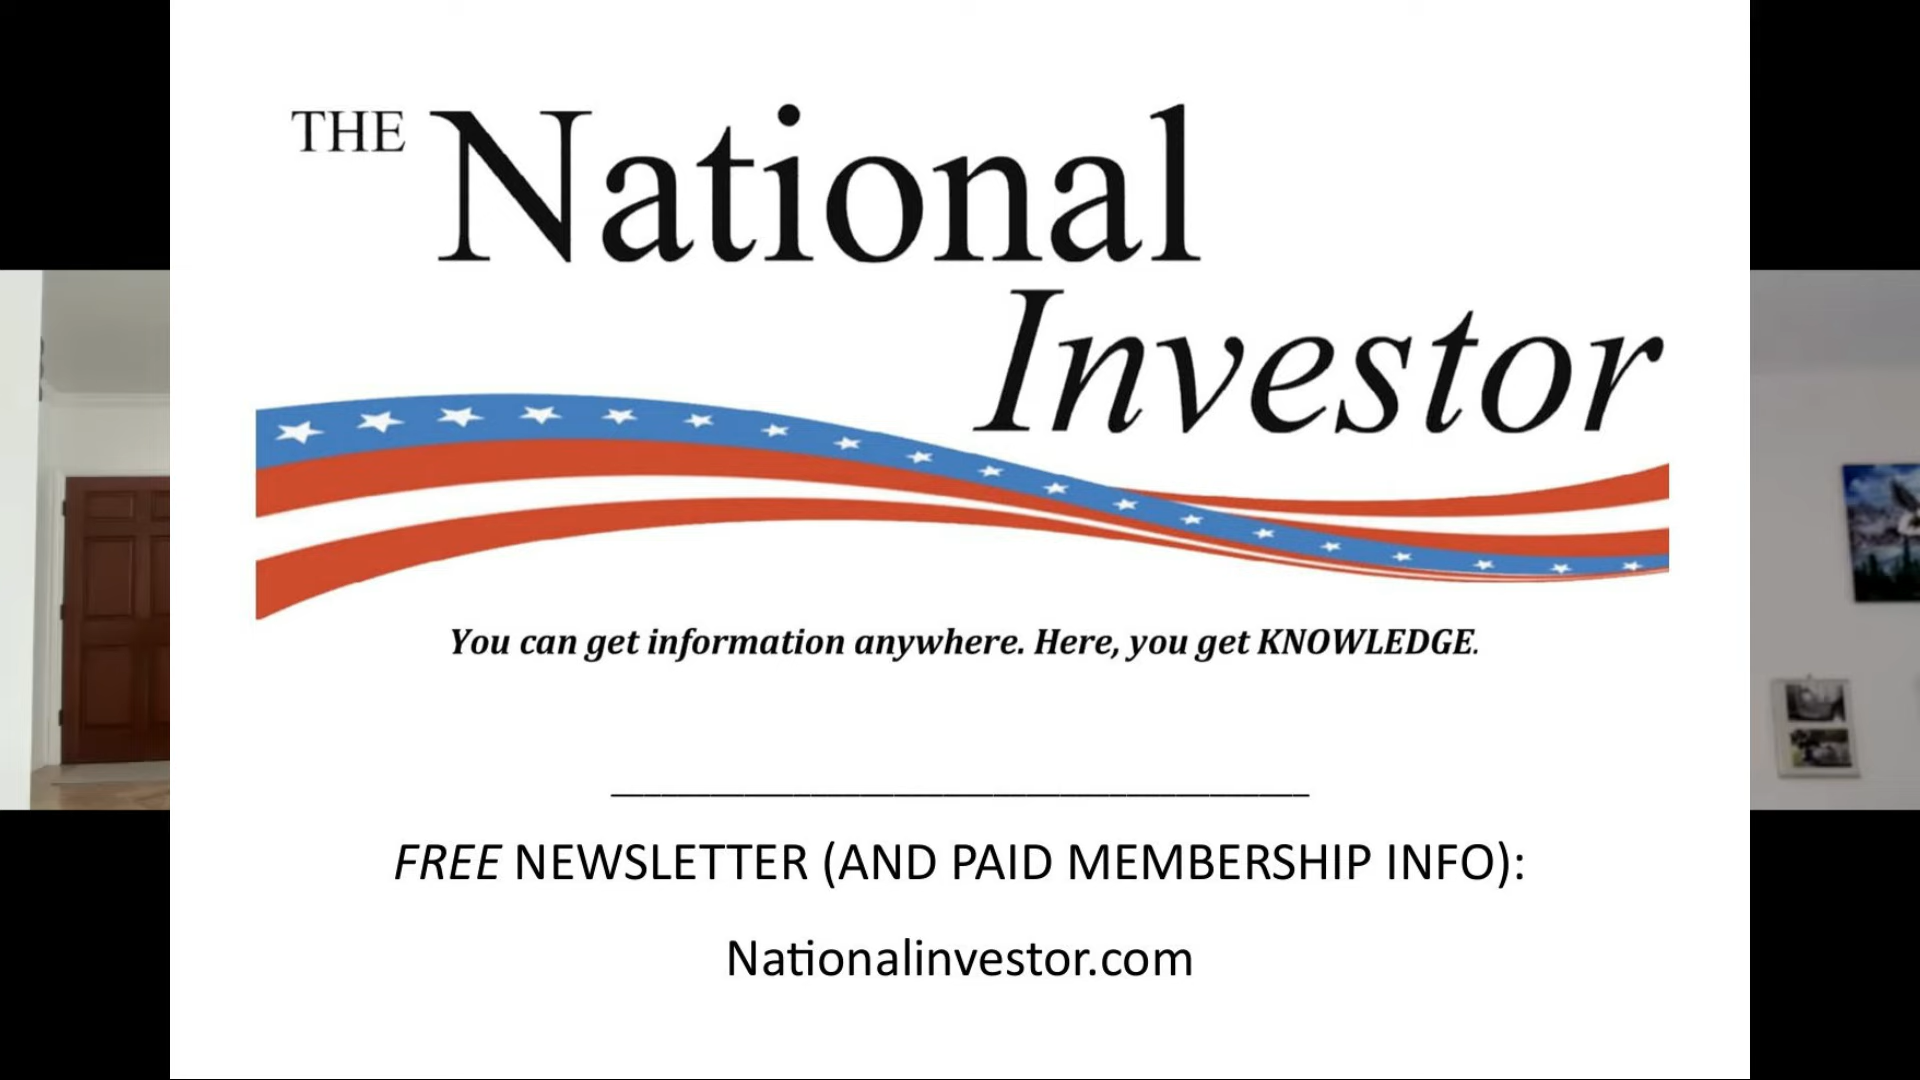 THE National
Investor
You can get information anywhere. Here, you get KNOWLEDGE.
FREE NEWSLETTER (AND PAID MEMBERSHIP INFO):
Nationalinvestor.com